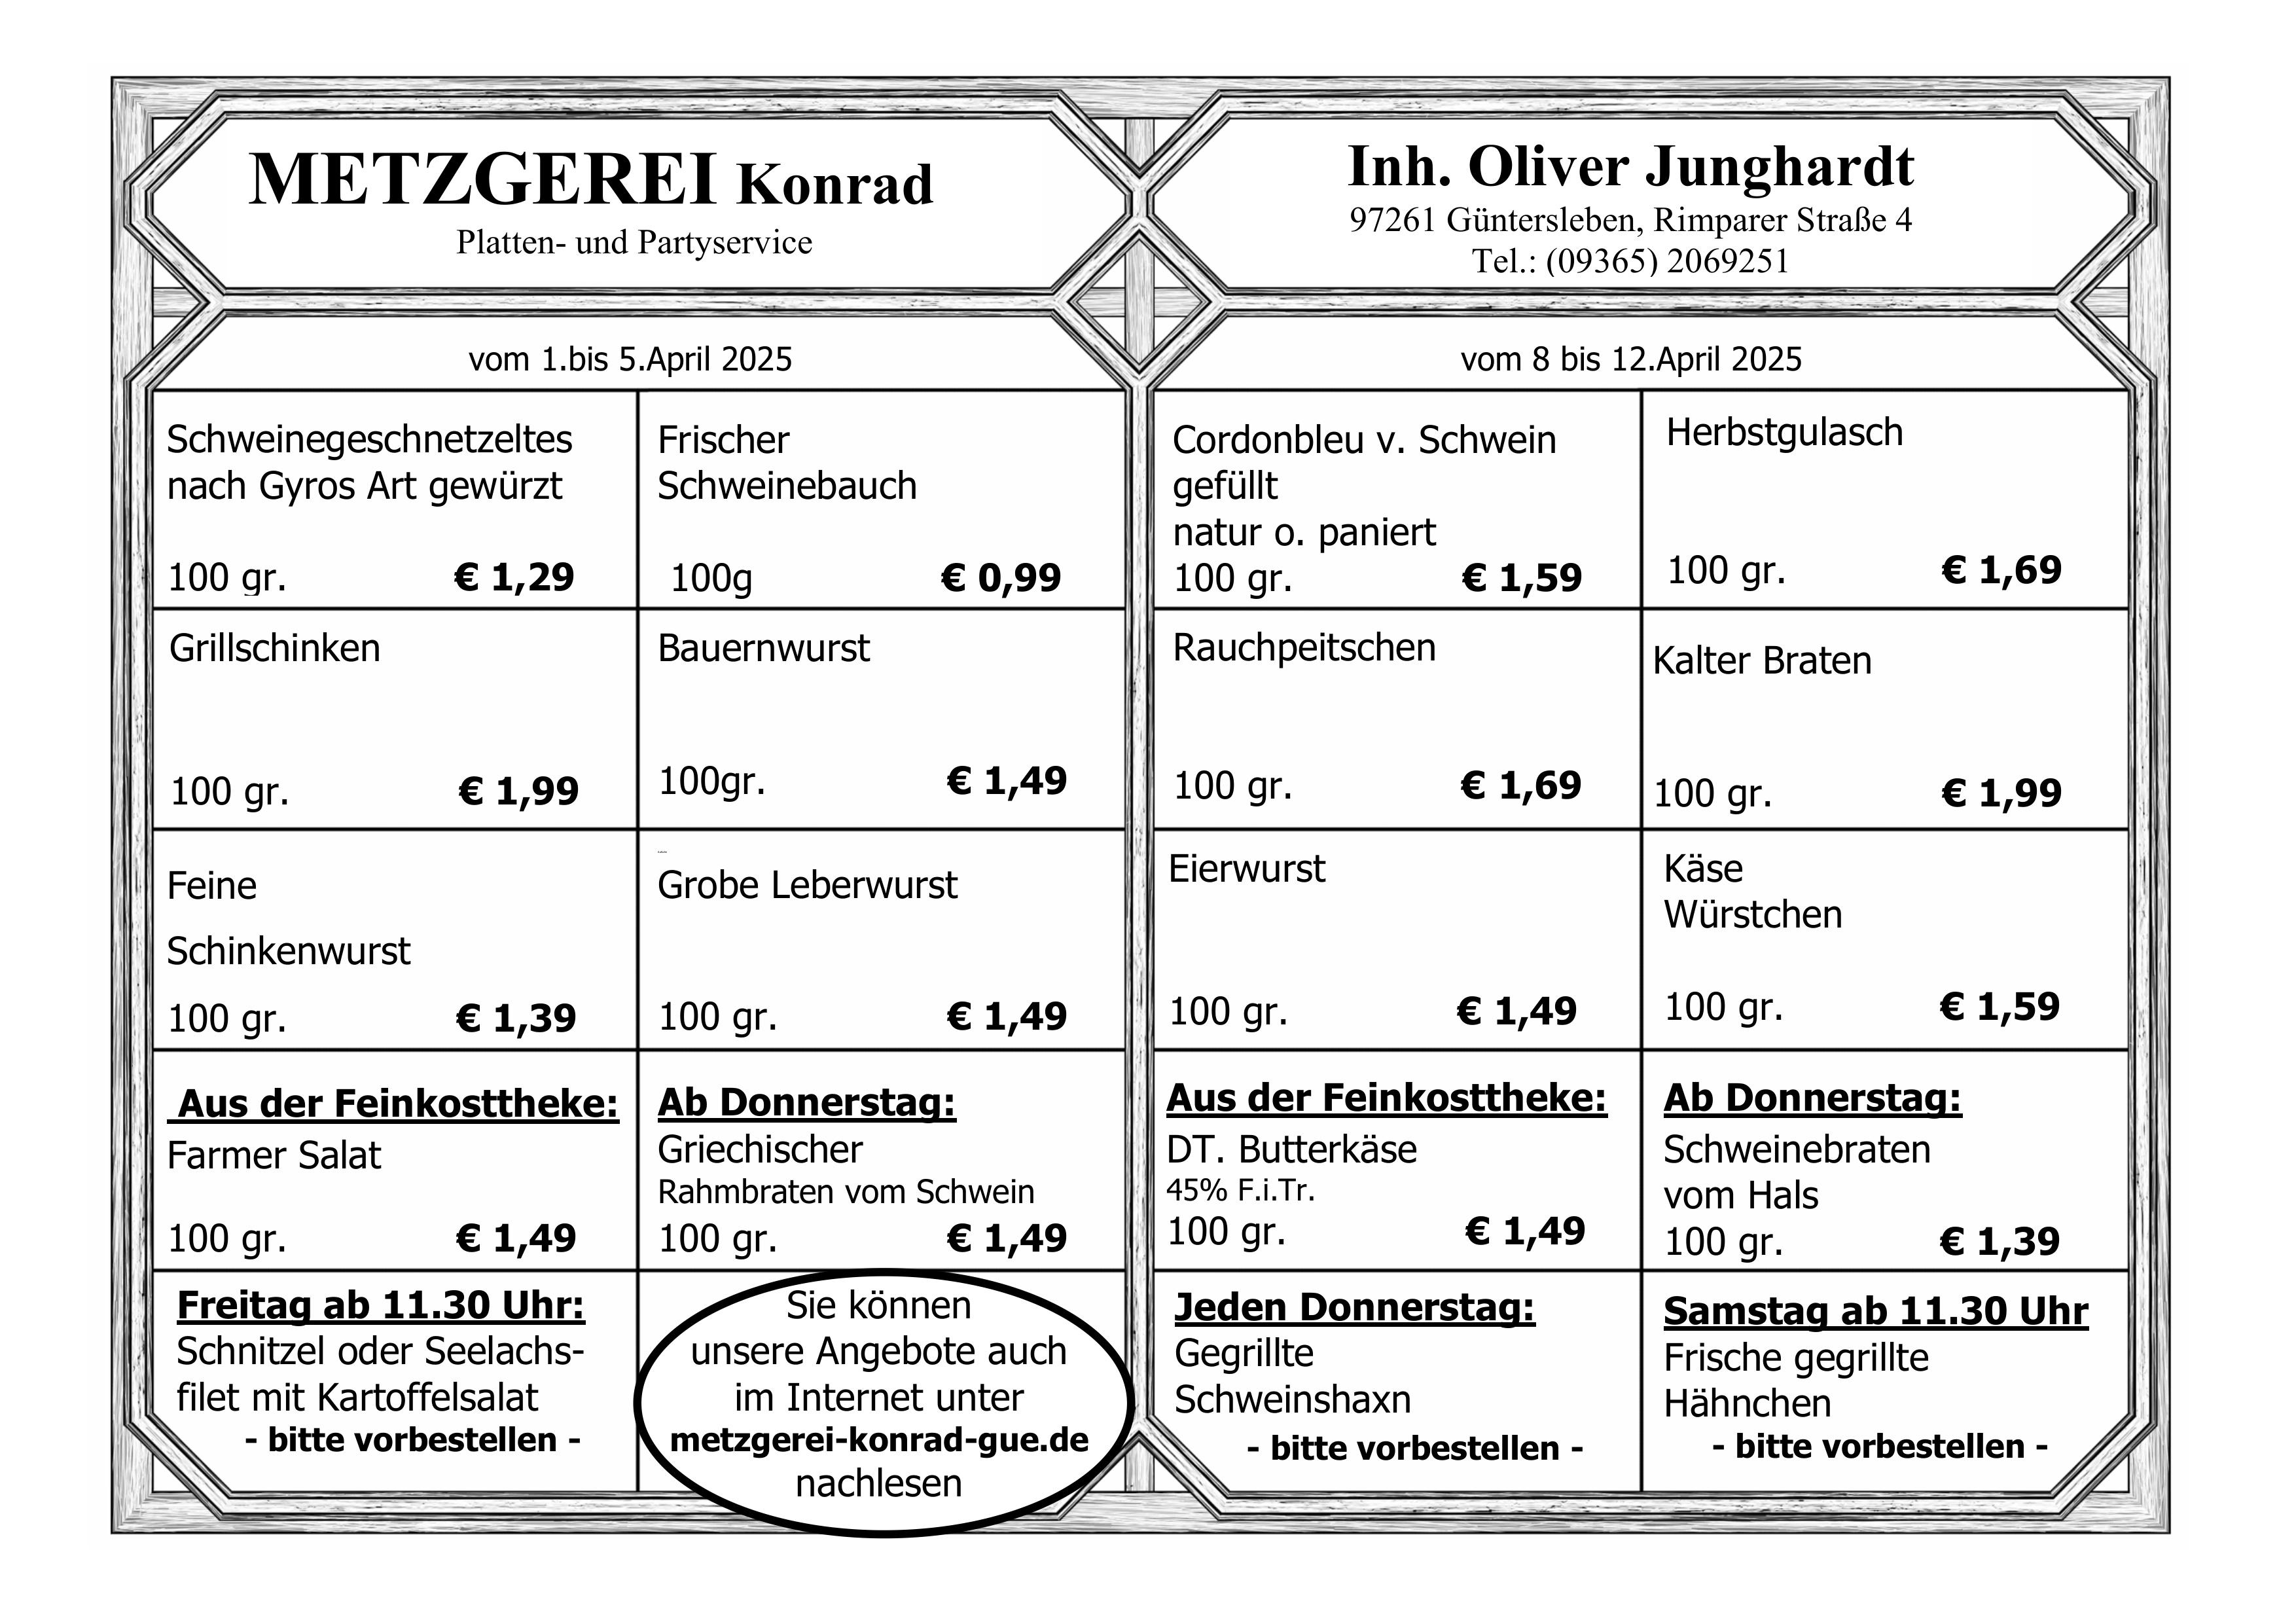 METZGEREI Konrad
Platten- und Partyservice
Inh. Oliver Junghardt
97261 Güntersleben, Rimparer Straße 4
Tel.: (09365) 2069251
vom 1.bis 5.April 2025
Schweinegeschnetzeltes
nach Gyros Art gewürzt
100 gr. € 1,29
Frischer
Schweinebauch
100g € 0,99
Grillschinken
100 gr. € 1,99
Bauernwurst
100gr. € 1,49
Feine
Schinkenwurst
100 gr. € 1,39
Grobe Leberwurst
100 gr. € 1,49
Aus der Feinkosttheke:
Farmer Salat
100 gr. € 1,49
Ab Donnerstag:
Griechischer
Rahmbraten vom Schwein
100 gr. € 1,49
Freitag ab 11.30 Uhr:
Schnitzel oder Seelachs-
filet mit Kartoffelsalat
- bitte vorbestellen -
Sie können
unsere Angebote auch
im Internet unter
metzgerei-konrad-gue.de
nachlesen
vom 8 bis 12.April 2025
Cordonbleu v. Schwein
gefüllt
natur o. paniert
100 gr. € 1,59
Herbstgulasch
100 gr. € 1,69
Rauchpeitschen
100 gr. € 1,69
Kalter Braten
100 gr. € 1,99
Eierwurst
100 gr. € 1,49
Käse
Würstchen
100 gr. € 1,59
Aus der Feinkosttheke:
DT. Butterkäse
45% F.i.Tr.
100 gr. € 1,49
Ab Donnerstag:
Schweinebraten
vom Hals
100 gr. € 1,39
Jeden Donnerstag:
Gegrillte
Schweinshaxn
- bitte vorbestellen -
Samstag ab 11.30 Uhr
Frische gegrillte
Hähnchen
- bitte vorbestellen -